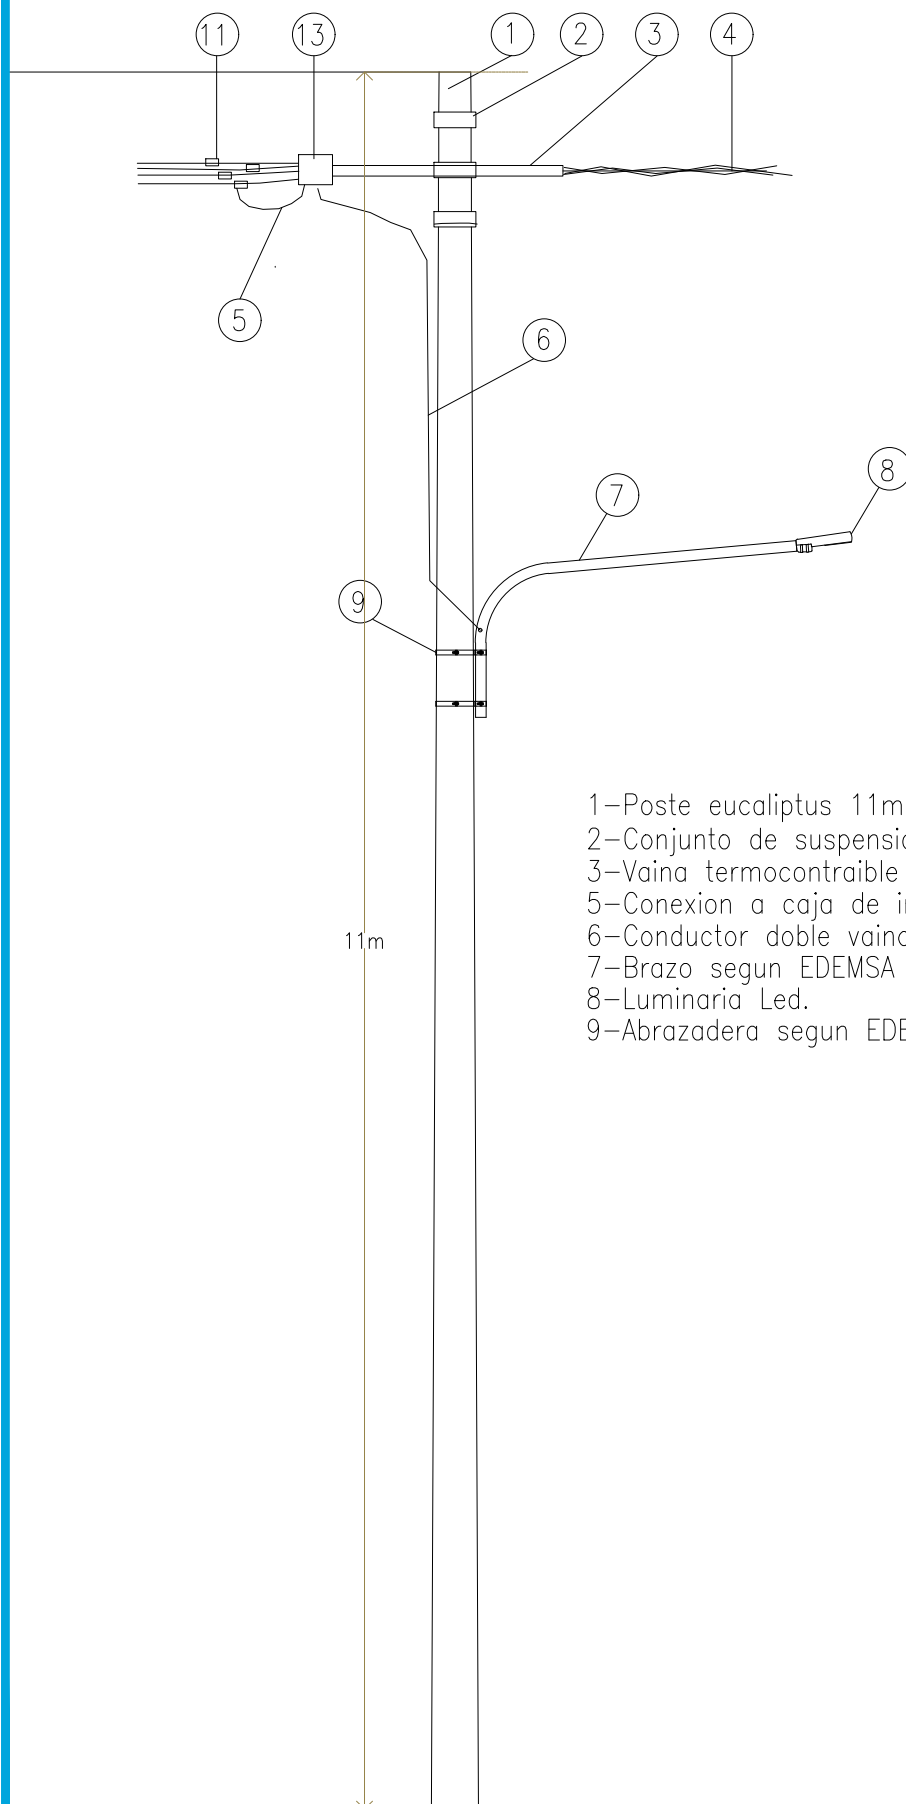 11 13 1 2 3 4
5
6
8
7
9
1-Poste eucaliptus 11m
2-Conjunto de
3-Vaina termocontraible
5-Conexion a caja de
6-Conductor doble
11m
7-Brazo segun EDEMSA
8-Luminaria Led.
9-Abrazadera segun